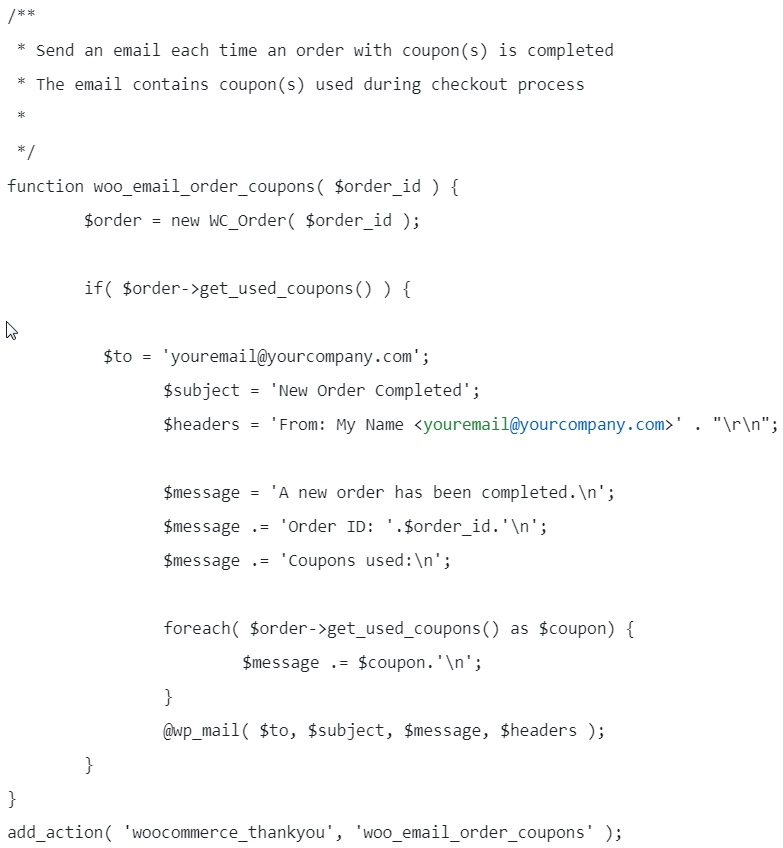 /**
 * Send an email each time an order with coupon(s) is completed
 * The email contains coupon(s) used during checkout process
 *
 */
function woo_email_order_coupons( $order_id ) {
        $order = new WC_Order( $order_id );

        if( $order->get_used_coupons() ) {

          $to = 'youremail@yourcompany.com';
                $subject = 'New Order Completed';
                $headers = 'From: My Name <youremail@yourcompany.com>' . "\r\n";

                $message = 'A new order has been completed.\n';
                $message .= 'Order ID: '.$order_id.'\n';
                $message .= 'Coupons used:\n';

                foreach( $order->get_used_coupons() as $coupon) {
                        $message .= $coupon.'\n';
                }
                @wp_mail( $to, $subject, $message, $headers );
        }
}
add_action( 'woocommerce_thankyou', 'woo_email_order_coupons' );